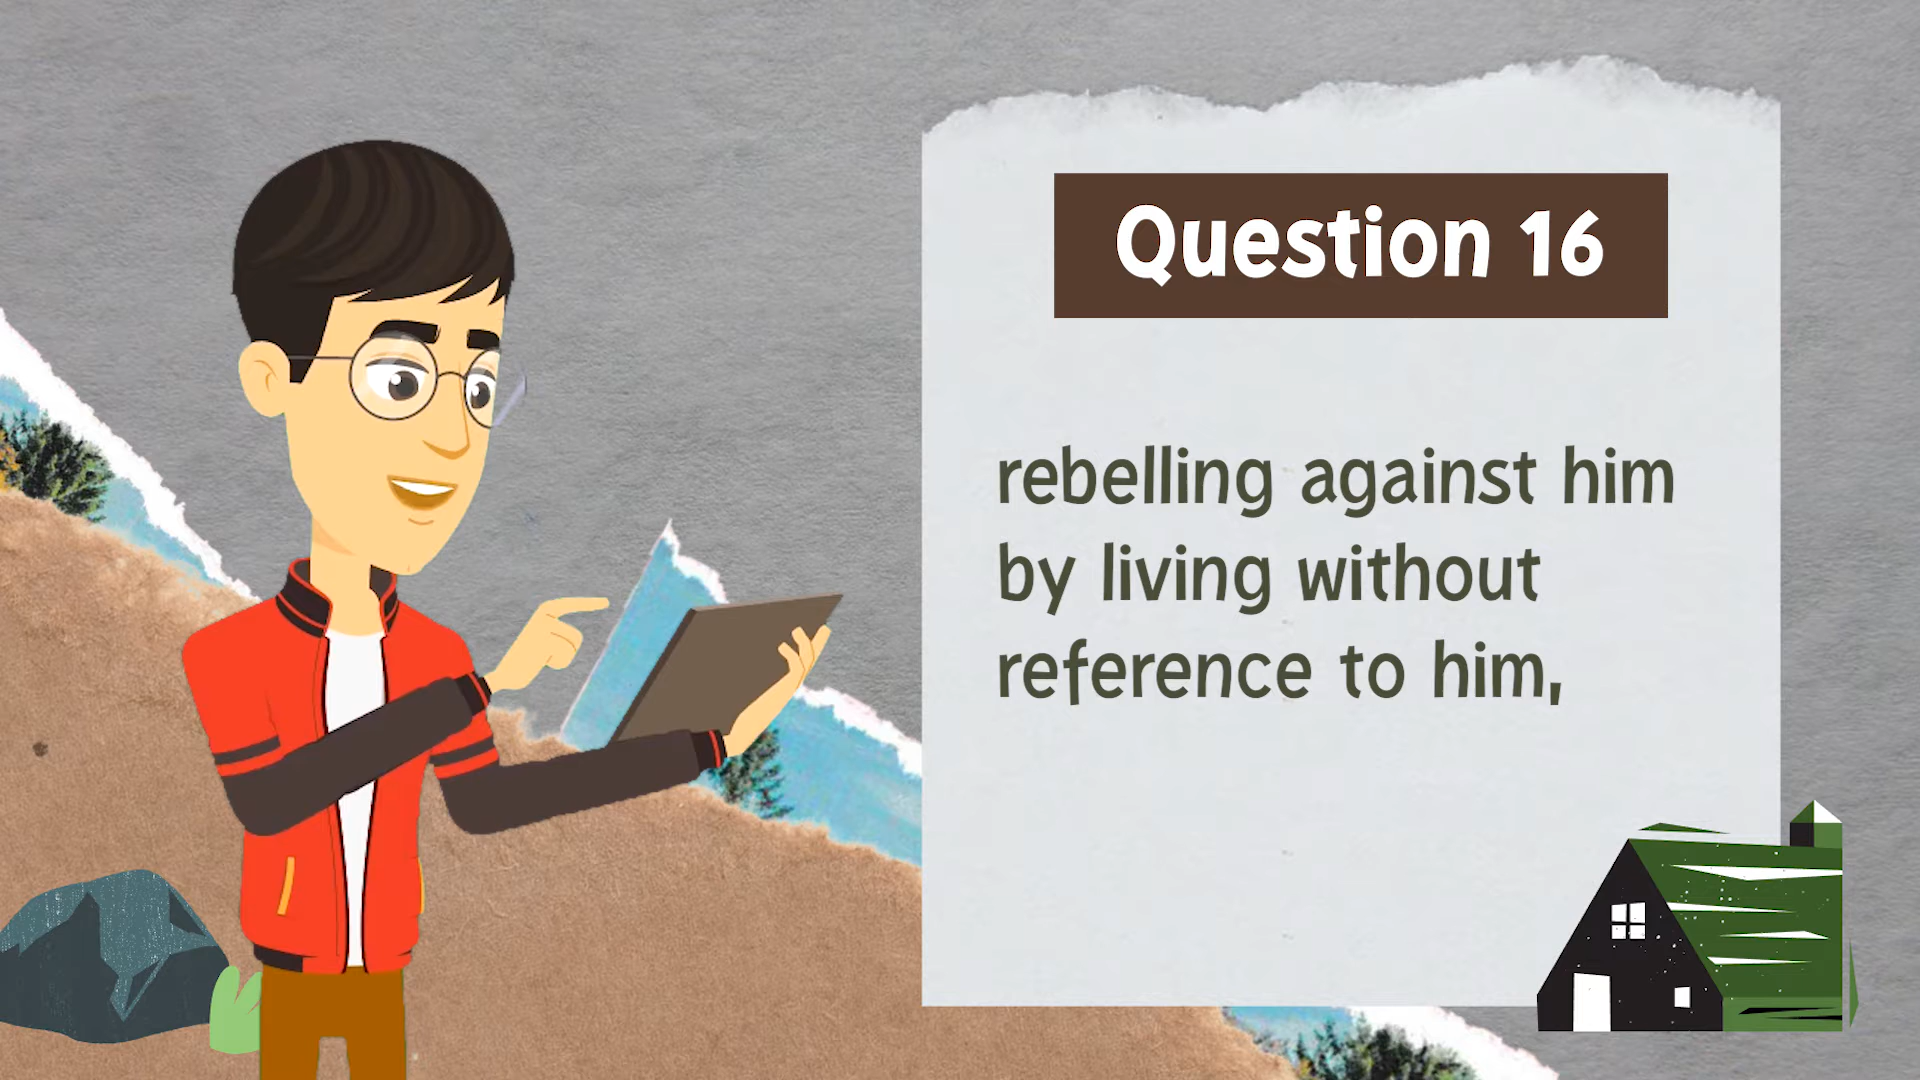 Question 16
rebelling against him
by living without
reference to him,